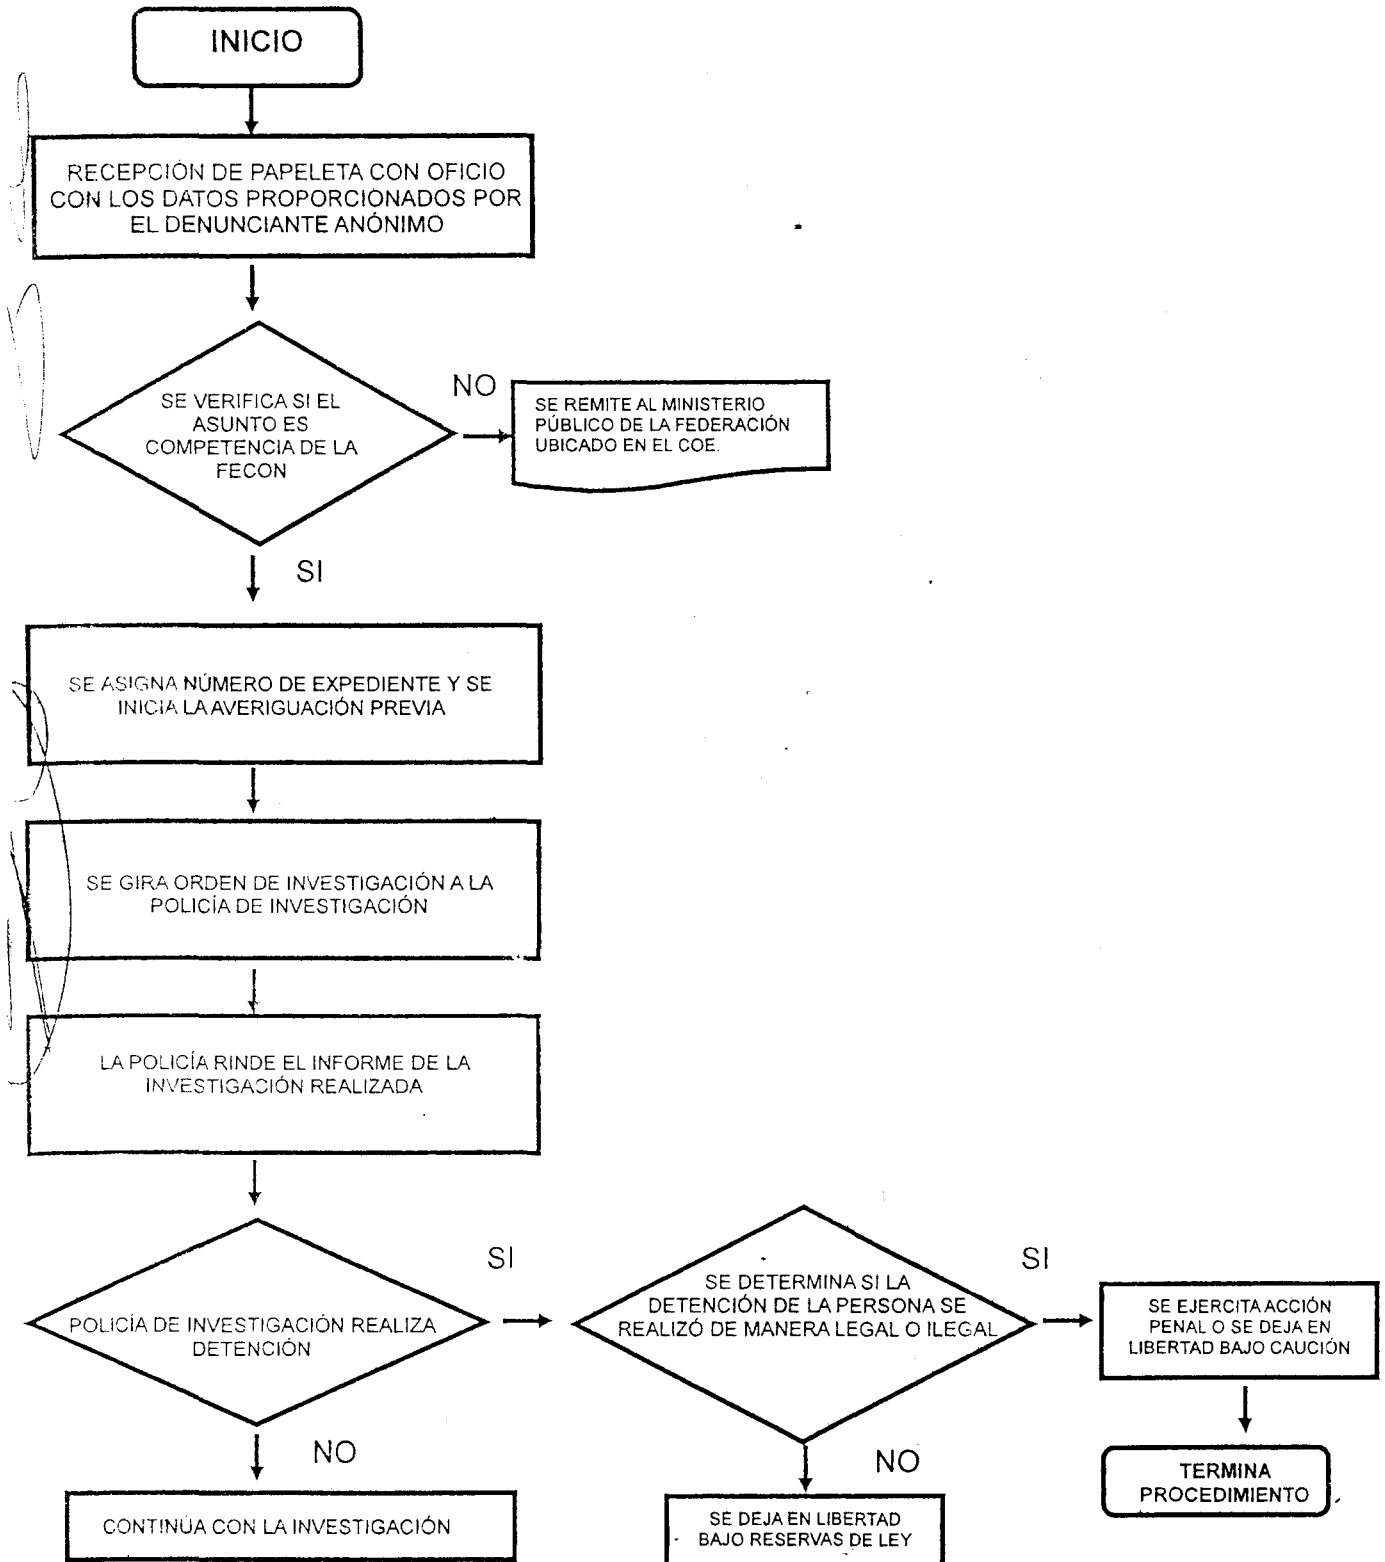 INICIO
RECEPCIÓN DE PAPELETA CON OFICIO
CON LOS DATOS PROPORCIONADOS POR
EL DENUNCIANTE ANÓNIMO
SE VERIFICA SI EL
ASUNTO ES
COMPETENCIA DE LA
FECON
NO
SE REMITE AL MINISTERIO
PÚBLICO DE LA FEDERACIÓN
UBICADO EN EL COE.
SI
SE ASIGNA NÚMERO DE EXPEDIENTE Y SE
INICIA LA AVERIGUACIÓN PREVIA
SE GIRA ORDEN DE INVESTIGACIÓN A LA
POLICÍA DE INVESTIGACIÓN
LA POLICÍA RINDE EL INFORME DE LA
INVESTIGACIÓN REALIZADA
POLICÍA DE INVESTIGACIÓN REALIZA
DETENCIÓN
SI
SE DETERMINA SI LA
DETENCIÓN DE LA PERSONA SE
REALIZÓ DE MANERA LEGAL O ILEGAL
SI
SE EJERCITA ACCIÓN
PENAL O SE DEJA EN
LIBERTAD BAJO CAUCIÓN
TERMINA
PROCEDIMIENTO
NO
CONTINÚA CON LA INVESTIGACIÓN
NO
SE DEJA EN LIBERTAD
BAJO RESERVAS DE LEY